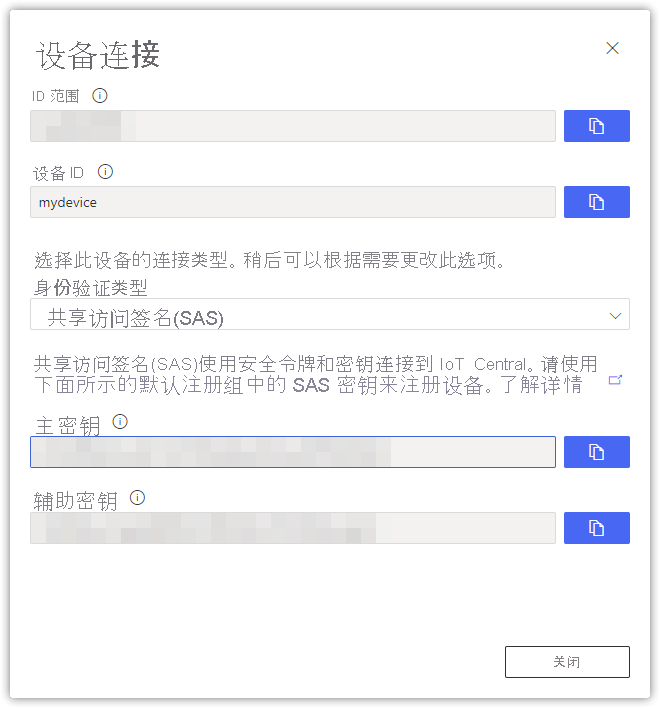 设备连接
ID 范围
设备 ID
mydevice
选择此设备的连接类型。稍后可以根据需要更改此选项。
身份验证类型
共享访问签名(SAS)
共享访问签名(SAS)使用安全令牌和密钥连接到 IoT Central。请使用
下面所示的默认注册组中的 SAS 密钥来注册设备。了解详情
主密钥
辅助密钥
关闭